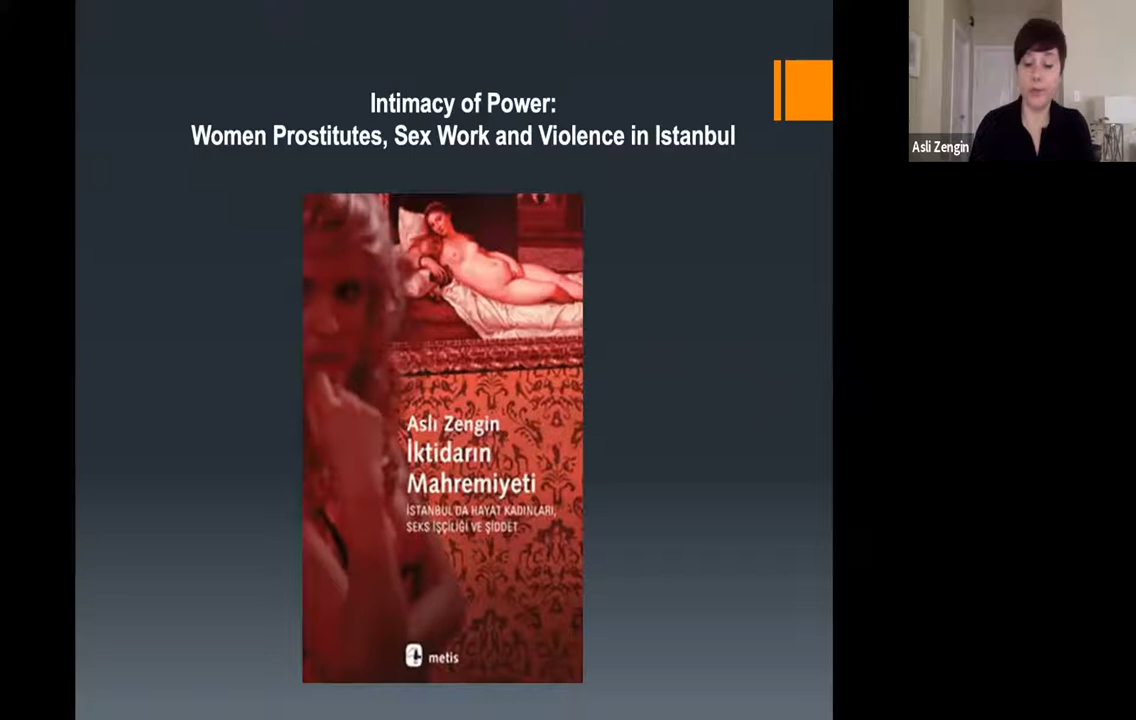 Intimacy of Power:
Women Prostitutes, Sex Work and Violence in Istanbul
Asli Zengin
Aslı Zengin
İktidarın
Mahremiyeti
İSTANBUL'DA HAYAT KADINLARI,
SEKS İŞÇİLİĞİ VE ŞİDDET
metis